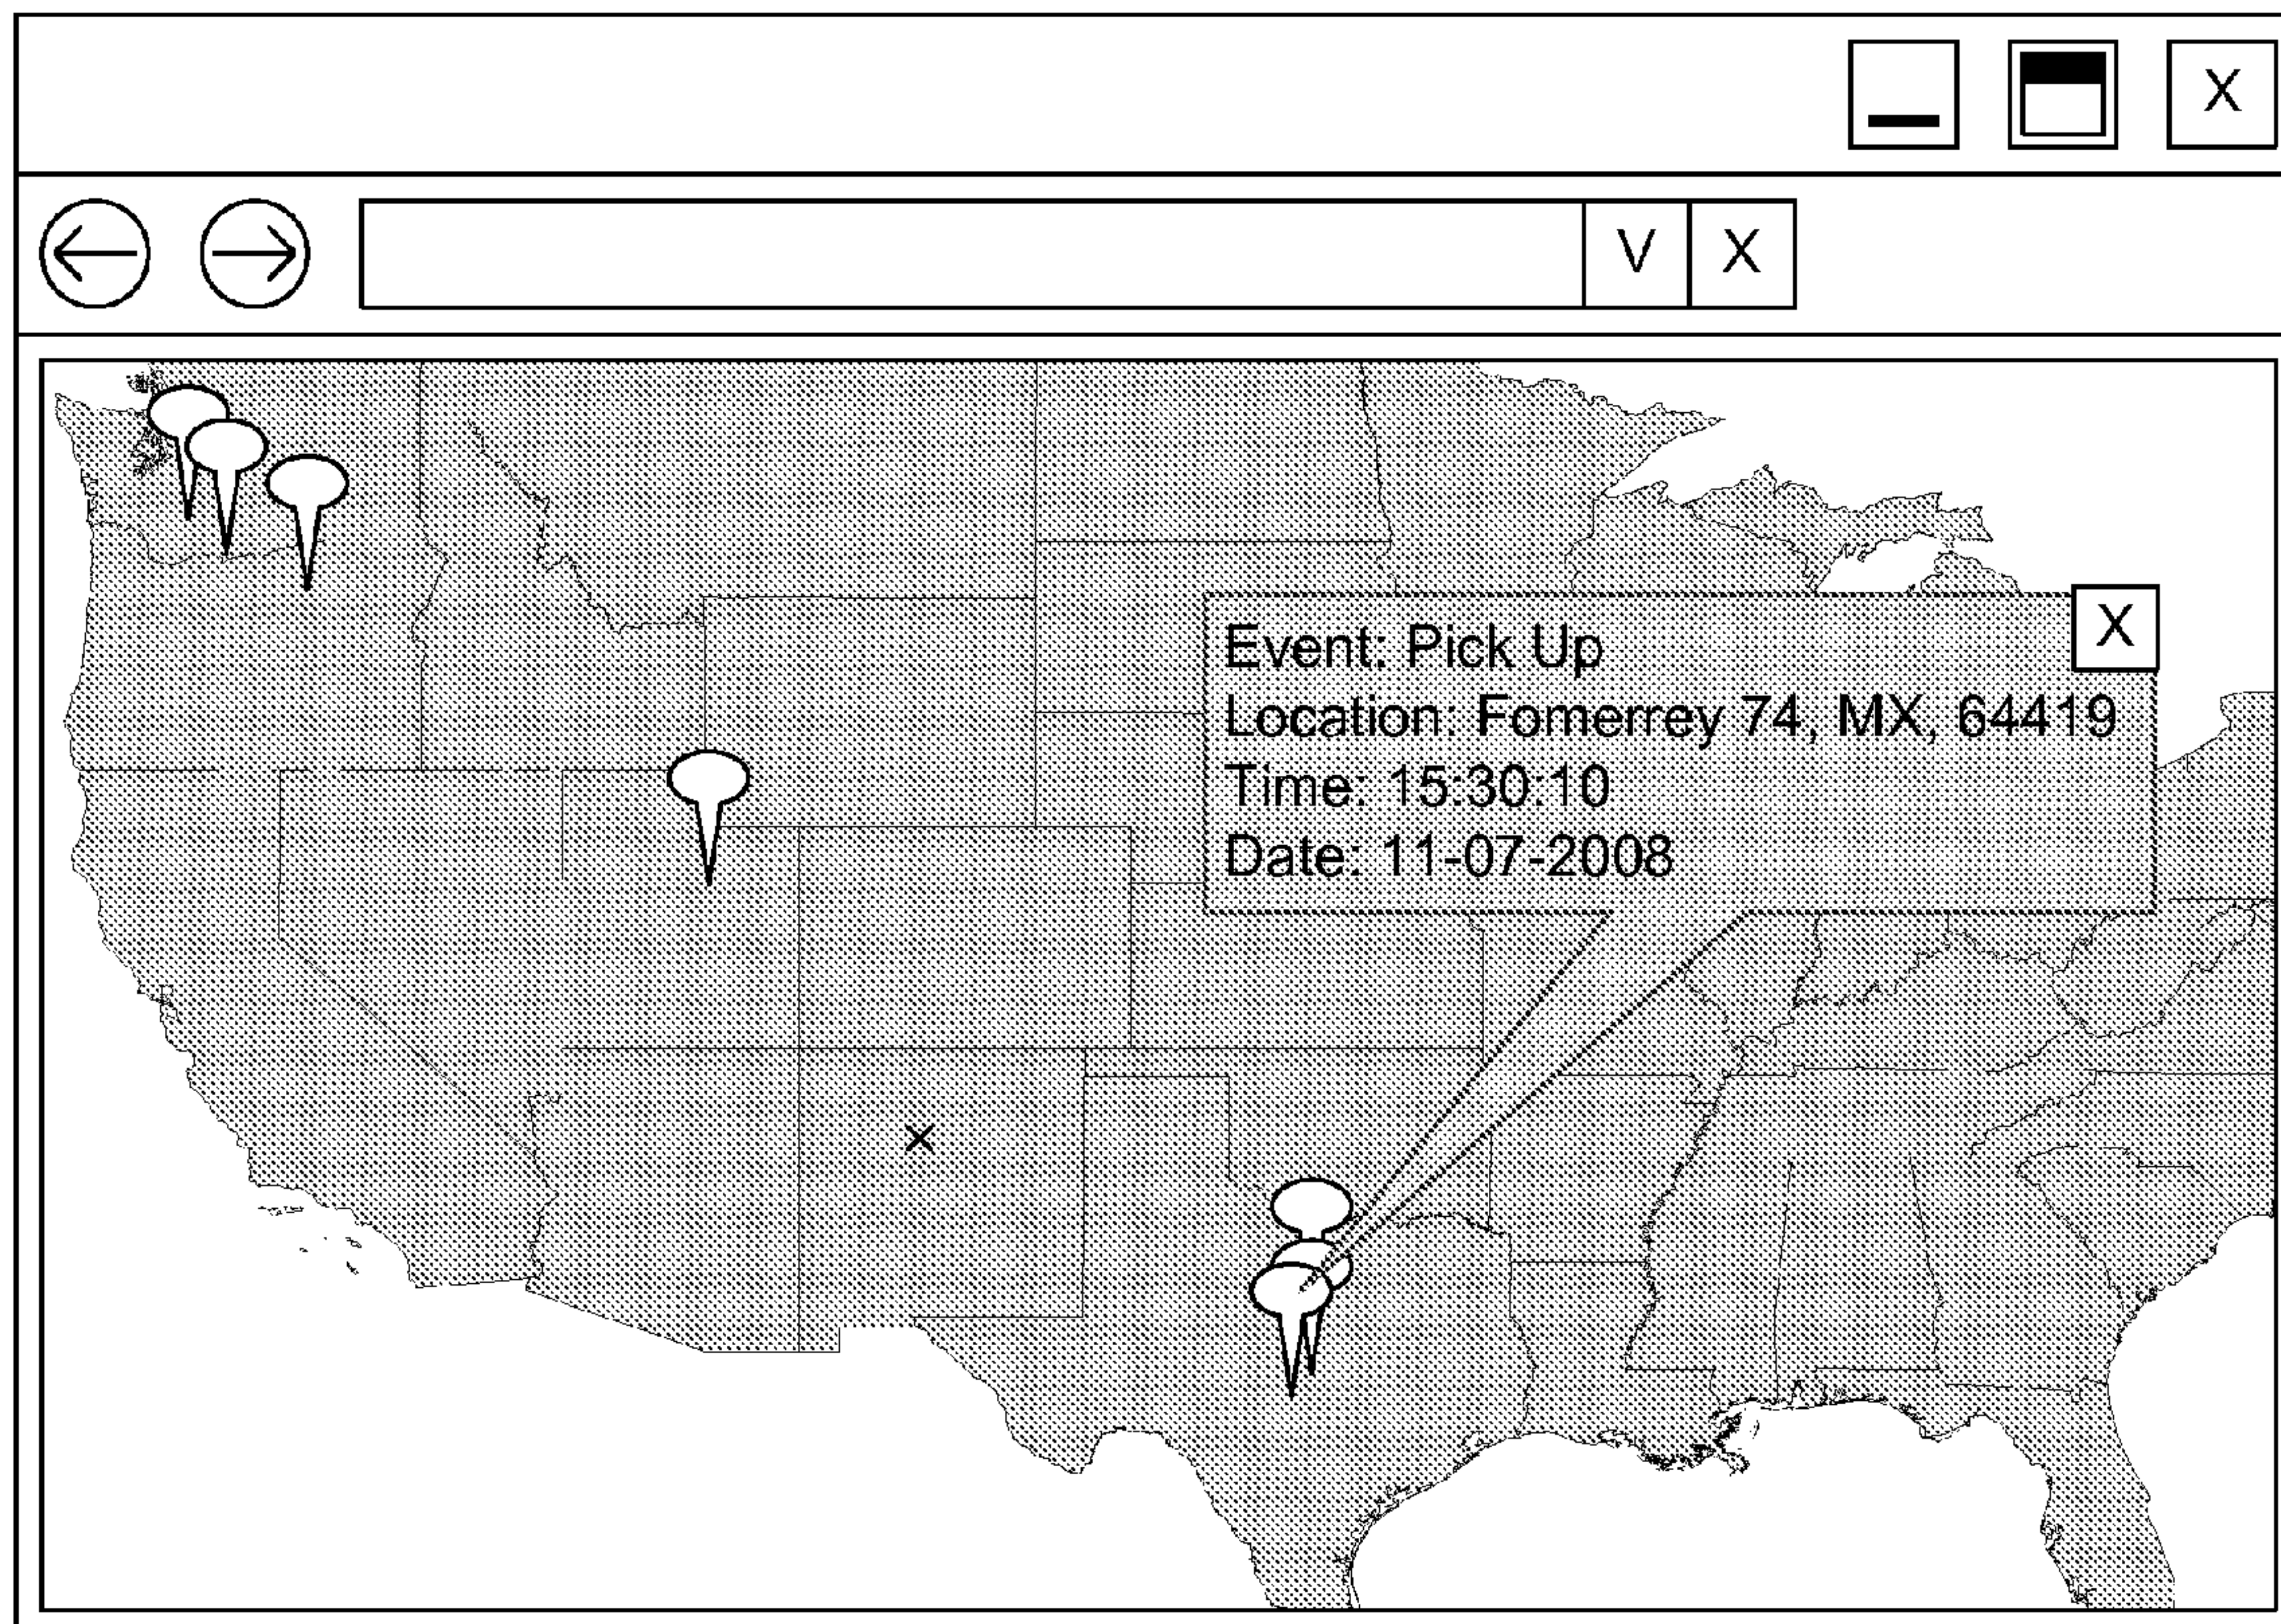 X
V X
X
Event: Pick Up
Location: Fomerrey 74, MX, 64419
Time: 15:30:10
Date: 11-07-2008
X